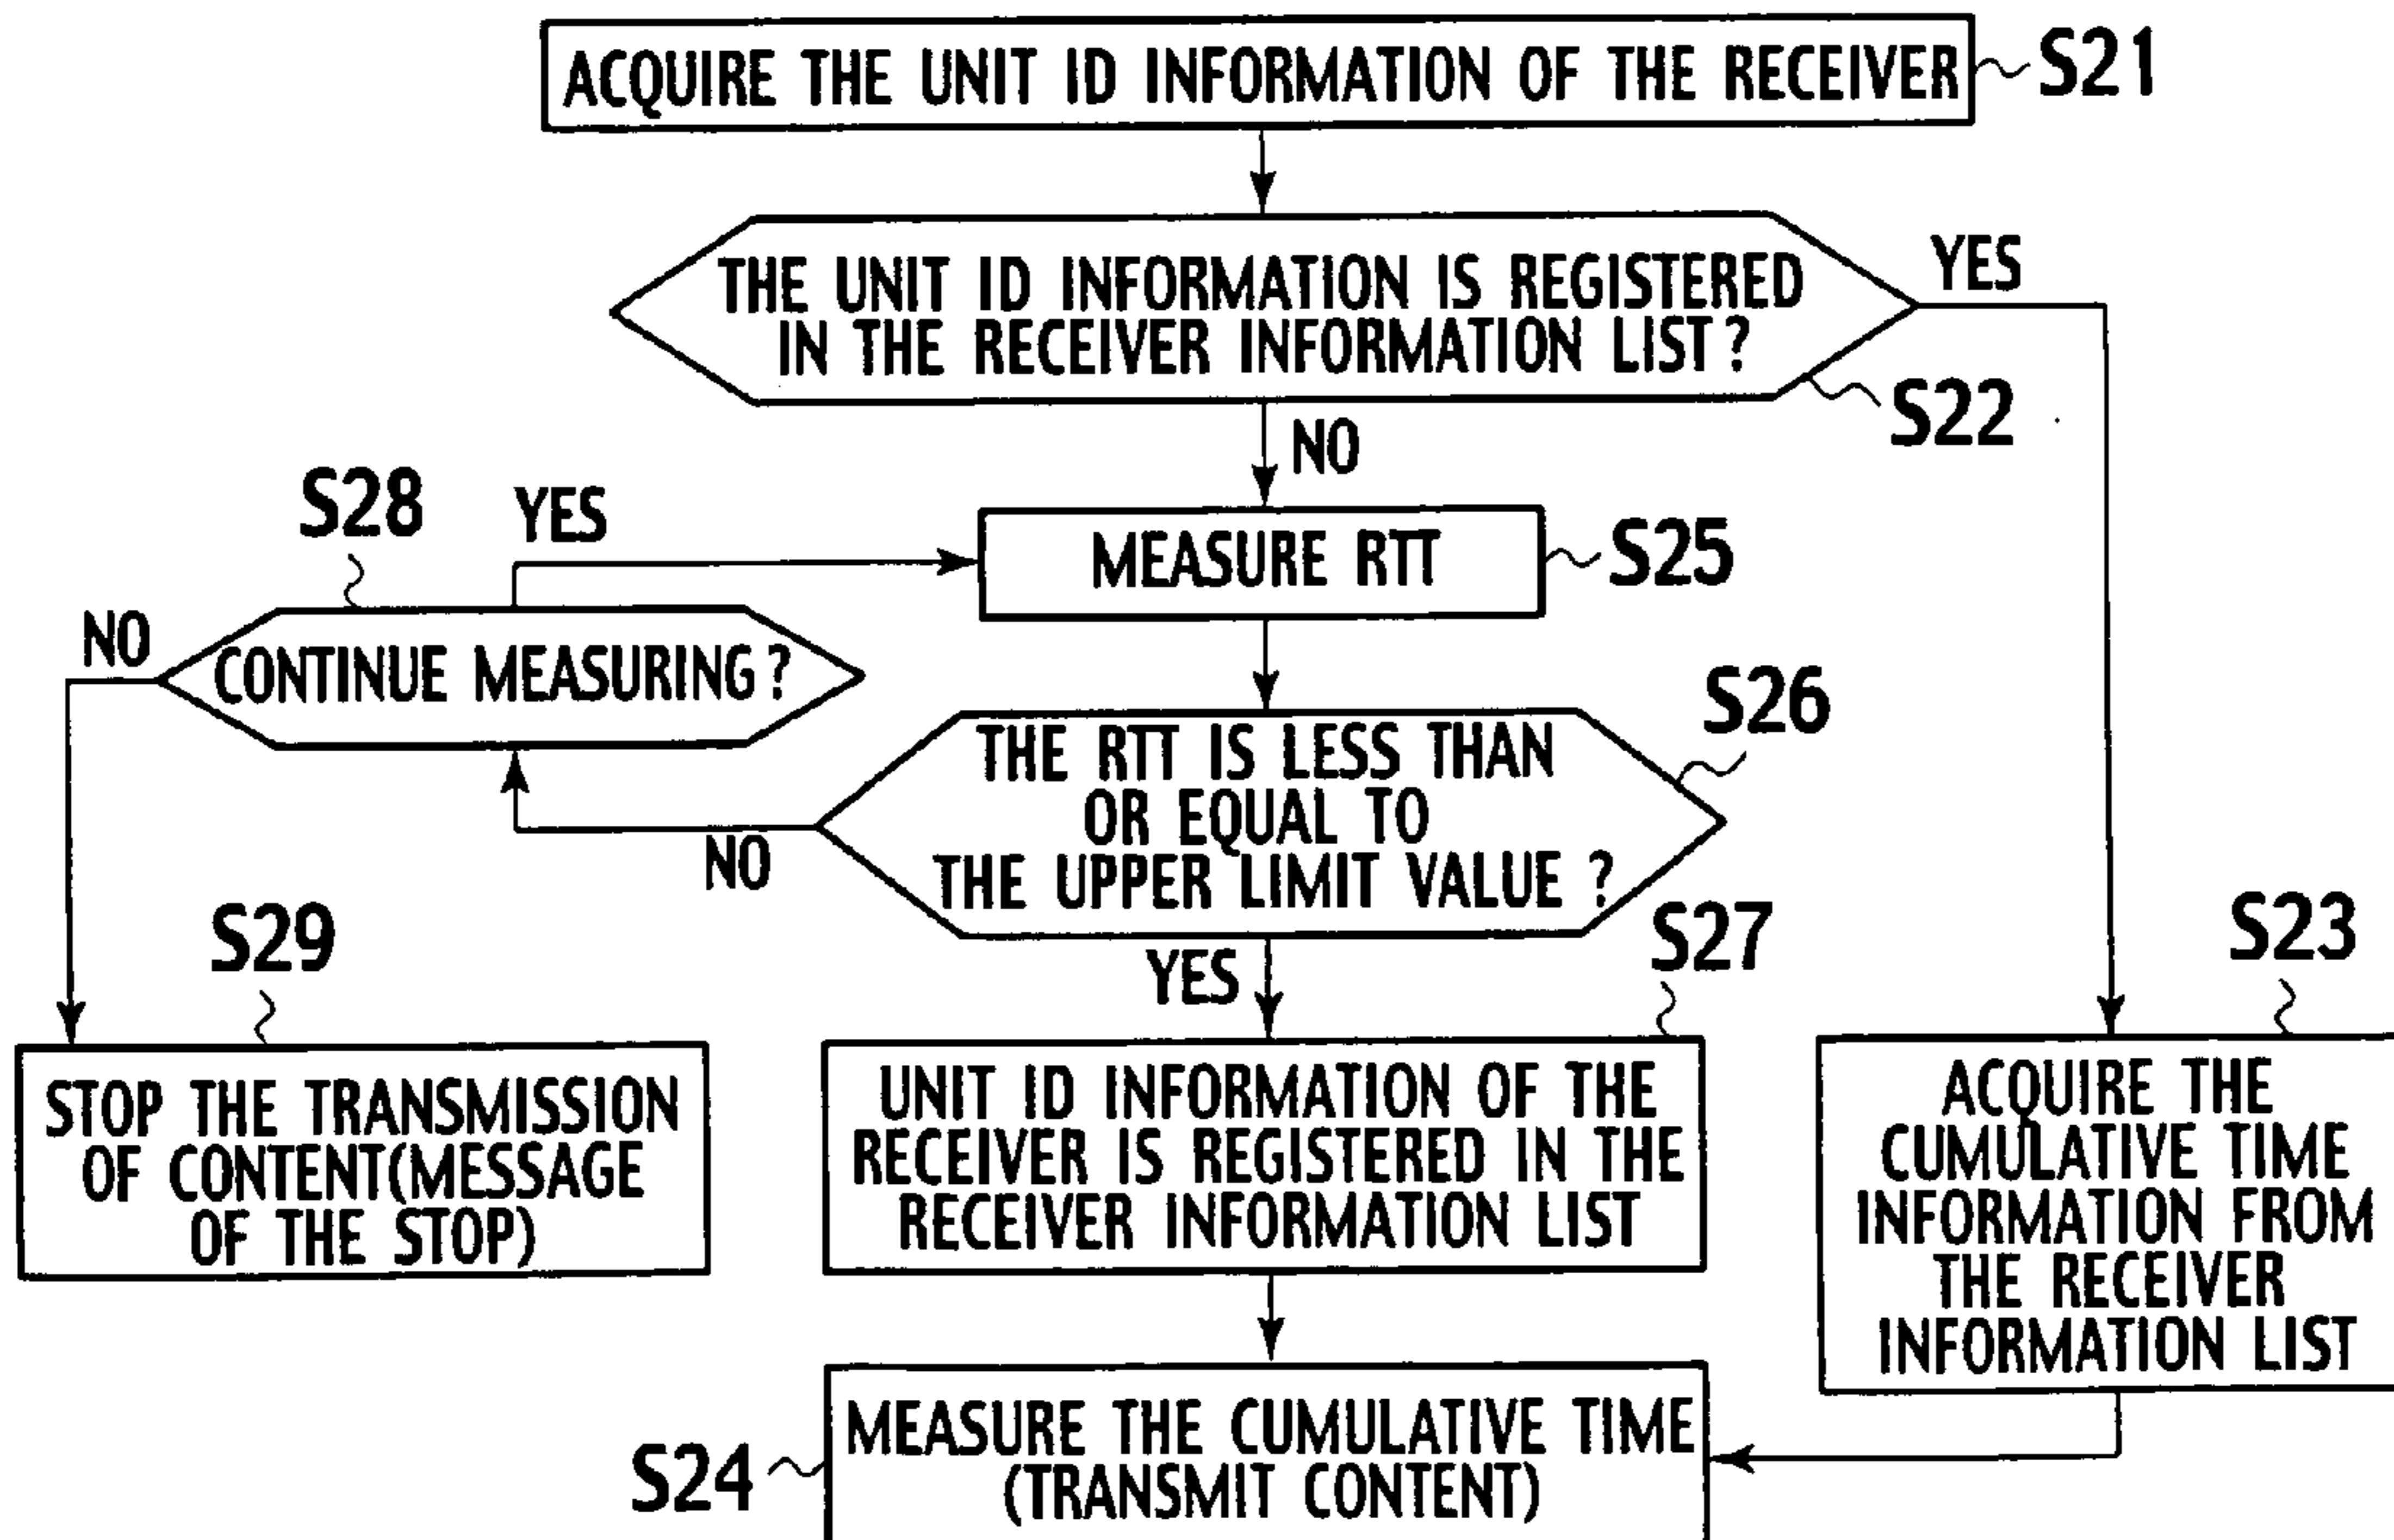 ACQUIRE THE UNIT ID INFORMATION OF THE RECEIVER
S21
THE UNIT ID INFORMATION IS REGISTERED
IN THE RECEIVER INFORMATION LIST?
YES
S22
NO
S28
YES
MEASURE RTT
S25
NO
CONTINUE MEASURING?
S26
THE RTT IS LESS THAN
OR EQUAL TO
THE UPPER LIMIT VALUE ?
NO
S29
YES
S27
S23
STOP THE TRANSMISSION
OF CONTENT(MESSAGE
OF THE STOP)
UNIT ID INFORMATION OF THE
RECEIVER IS REGISTERED IN THE
RECEIVER INFORMATION LIST
ACQUIRE THE
CUMULATIVE TIME
INFORMATION FROM
THE RECEIVER
INFORMATION LIST
S24
MEASURE THE CUMULATIVE TIME
(TRANSMIT CONTENT)